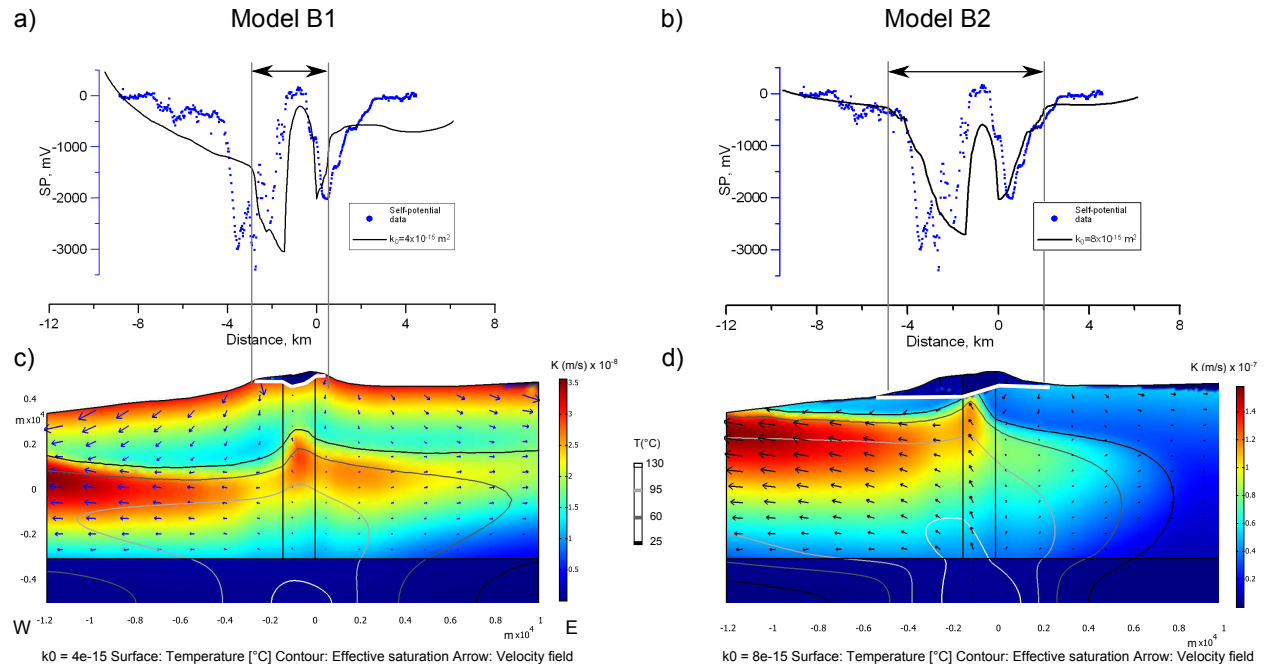 a)
Model B1
b)
Model B2
0
-1000
-2000
-3000
SP, mV
Self-potential
data
k₀=4x10⁻¹⁵ m²
0
-1000
-2000
-3000
SP, mV
Self-potential
data
k₀=8x10⁻¹⁵ m²
-12 -8 -4 0 4 8
Distance, km
-12 -8 -4 0 4 8
Distance, km
c)
K (m/s) x 10⁻⁸
3.5
3
2.5
2
1.5
1
0.5
0.4
m x10⁴
0.2
0
-0.2
-0.4
-1.2 -1 -0.8 -0.6 -0.4 -0.2 0 0.2 0.4 0.6 0.8 1
m x10⁴
W
E
T(°C)
130
95
60
25
d)
K (m/s) x 10⁻⁷
1.4
1.2
1
0.8
0.6
0.4
0.2
0
-1.2 -1 -0.8 -0.6 -0.4 -0.2 0 0.2 0.4 0.6 0.8
m x10⁴
k0 = 4e-15 Surface: Temperature [°C] Contour: Effective saturation Arrow: Velocity field
k0 = 8e-15 Surface: Temperature [°C] Contour: Effective saturation Arrow: Velocity field